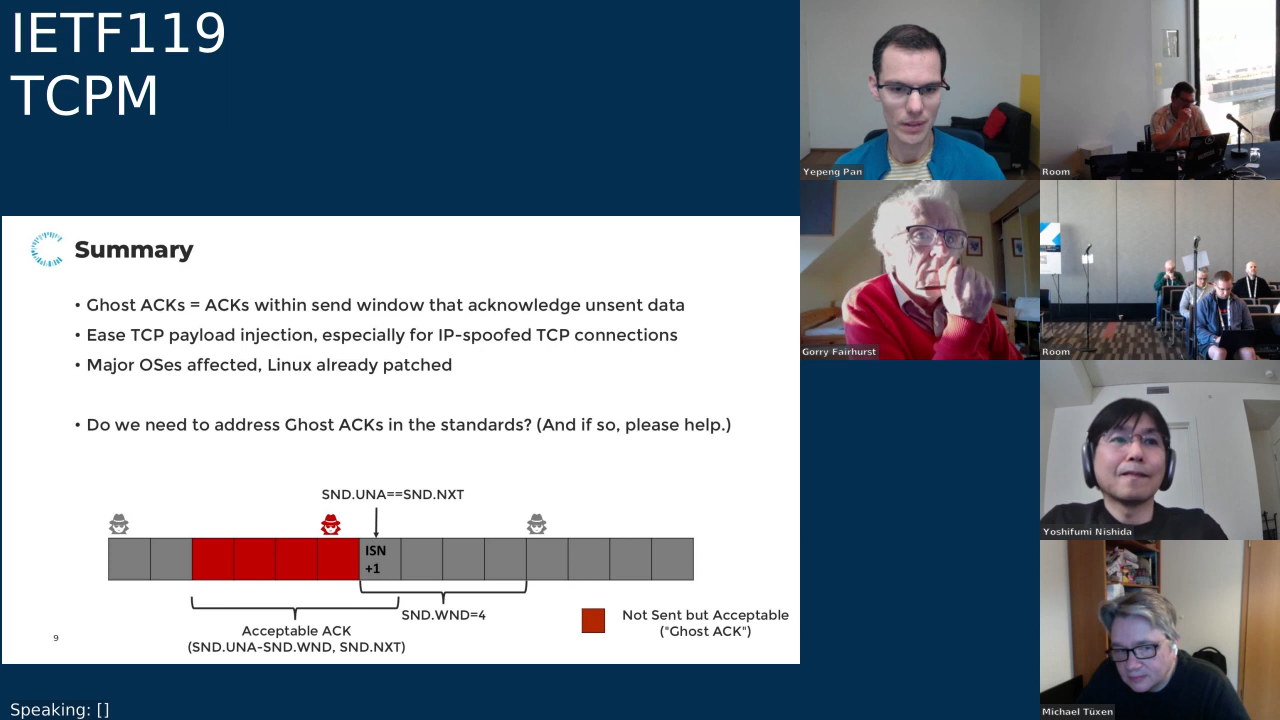 IETF119
TCPM
Yepeng Pan
Room
Gorry Fairhurst
Room
Yoshifumi Nishida
Michael Tüxen
Summary
• Ghost ACKs = ACKs within send window that acknowledge unsent data
• Ease TCP payload injection, especially for IP-spoofed TCP connections
• Major OSes affected, Linux already patched
• Do we need to address Ghost ACKs in the standards? (And if so, please help.)
SND.UNA==SND.NXT
ISN
+1
SND.WND=4
Acceptable ACK
(SND.UNA-SND.WND, SND.NXT)
Not Sent but Acceptable
("Ghost ACK")
9
Speaking: []